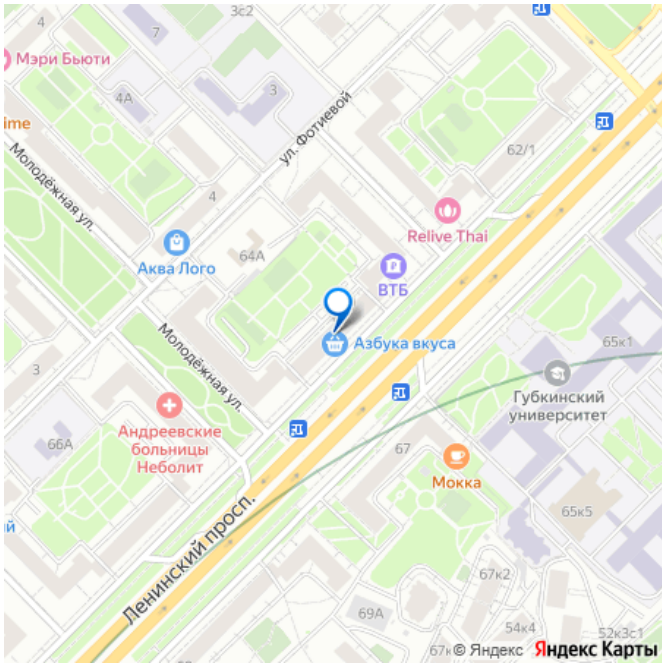 3с2
7
Мэри Бьюти
3
4А
ул. Фотиевой
ime
62/1
Молодёжная ул.
4
Relive Thai
64А
Аква Лого
ВТБ
Азбука вкуса
65к1
Молодёжная ул.
3
Губкинский
университет
Андреевские
больницы
Неболит
66А
67
Мокка
ий
Ленинский просп.
65к5
67к2
69А
54к4
52к3с1
67к
© Яндекс Яндекс Карты